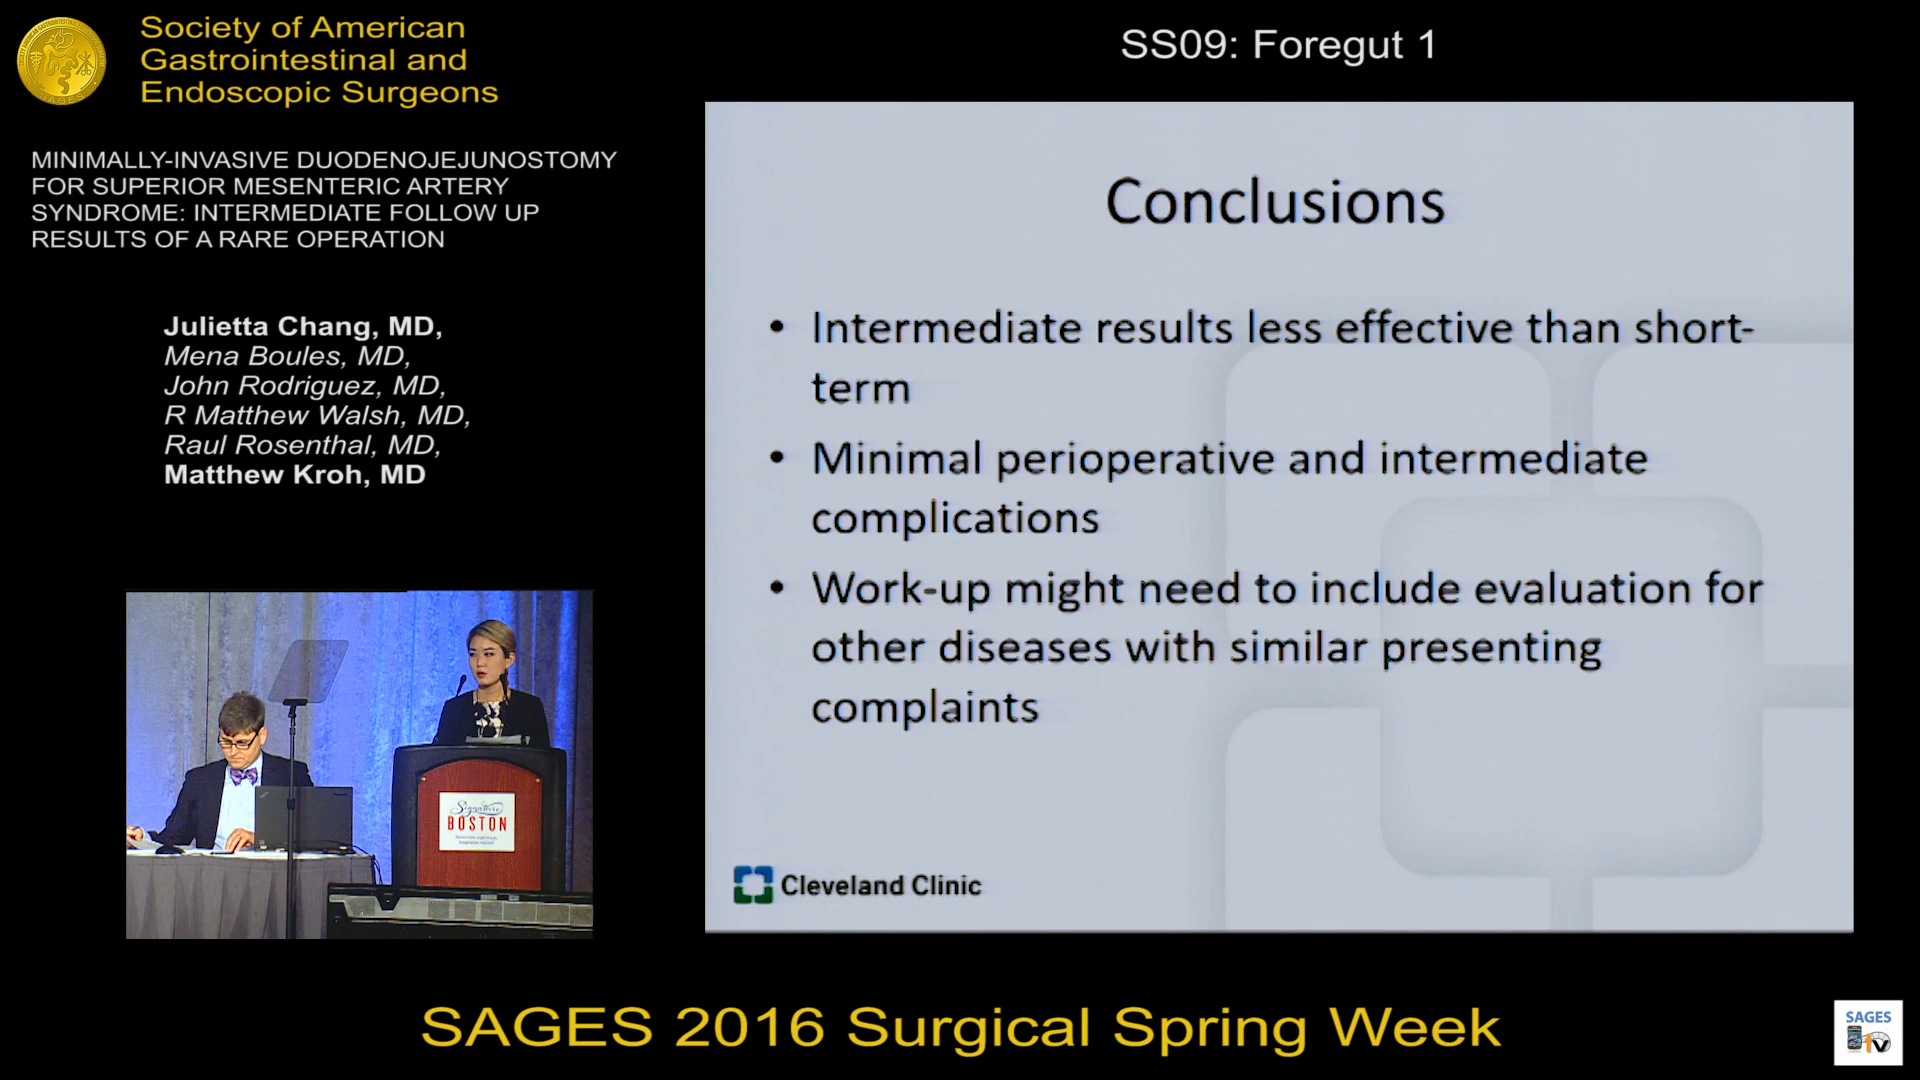 Society of American
Gastrointestinal and
Endoscopic Surgeons
SS09: Foregut 1
MINIMALLY-INVASIVE DUODENOJEJUNOSTOMY
FOR SUPERIOR MESENTERIC ARTERY
SYNDROME: INTERMEDIATE FOLLOW UP
RESULTS OF A RARE OPERATION
Julietta Chang, MD,
Mena Boules, MD,
John Rodriguez, MD,
R Matthew Walsh, MD,
Raul Rosenthal, MD,
Matthew Kroh, MD
Conclusions
• Intermediate results less effective than short-
term
• Minimal perioperative and intermediate
complications
• Work-up might need to include evaluation for
other diseases with similar presenting
complaints
Cleveland Clinic
Signature
BOSTON
SAGES 2016 Surgical Spring Week
SAGES
TV